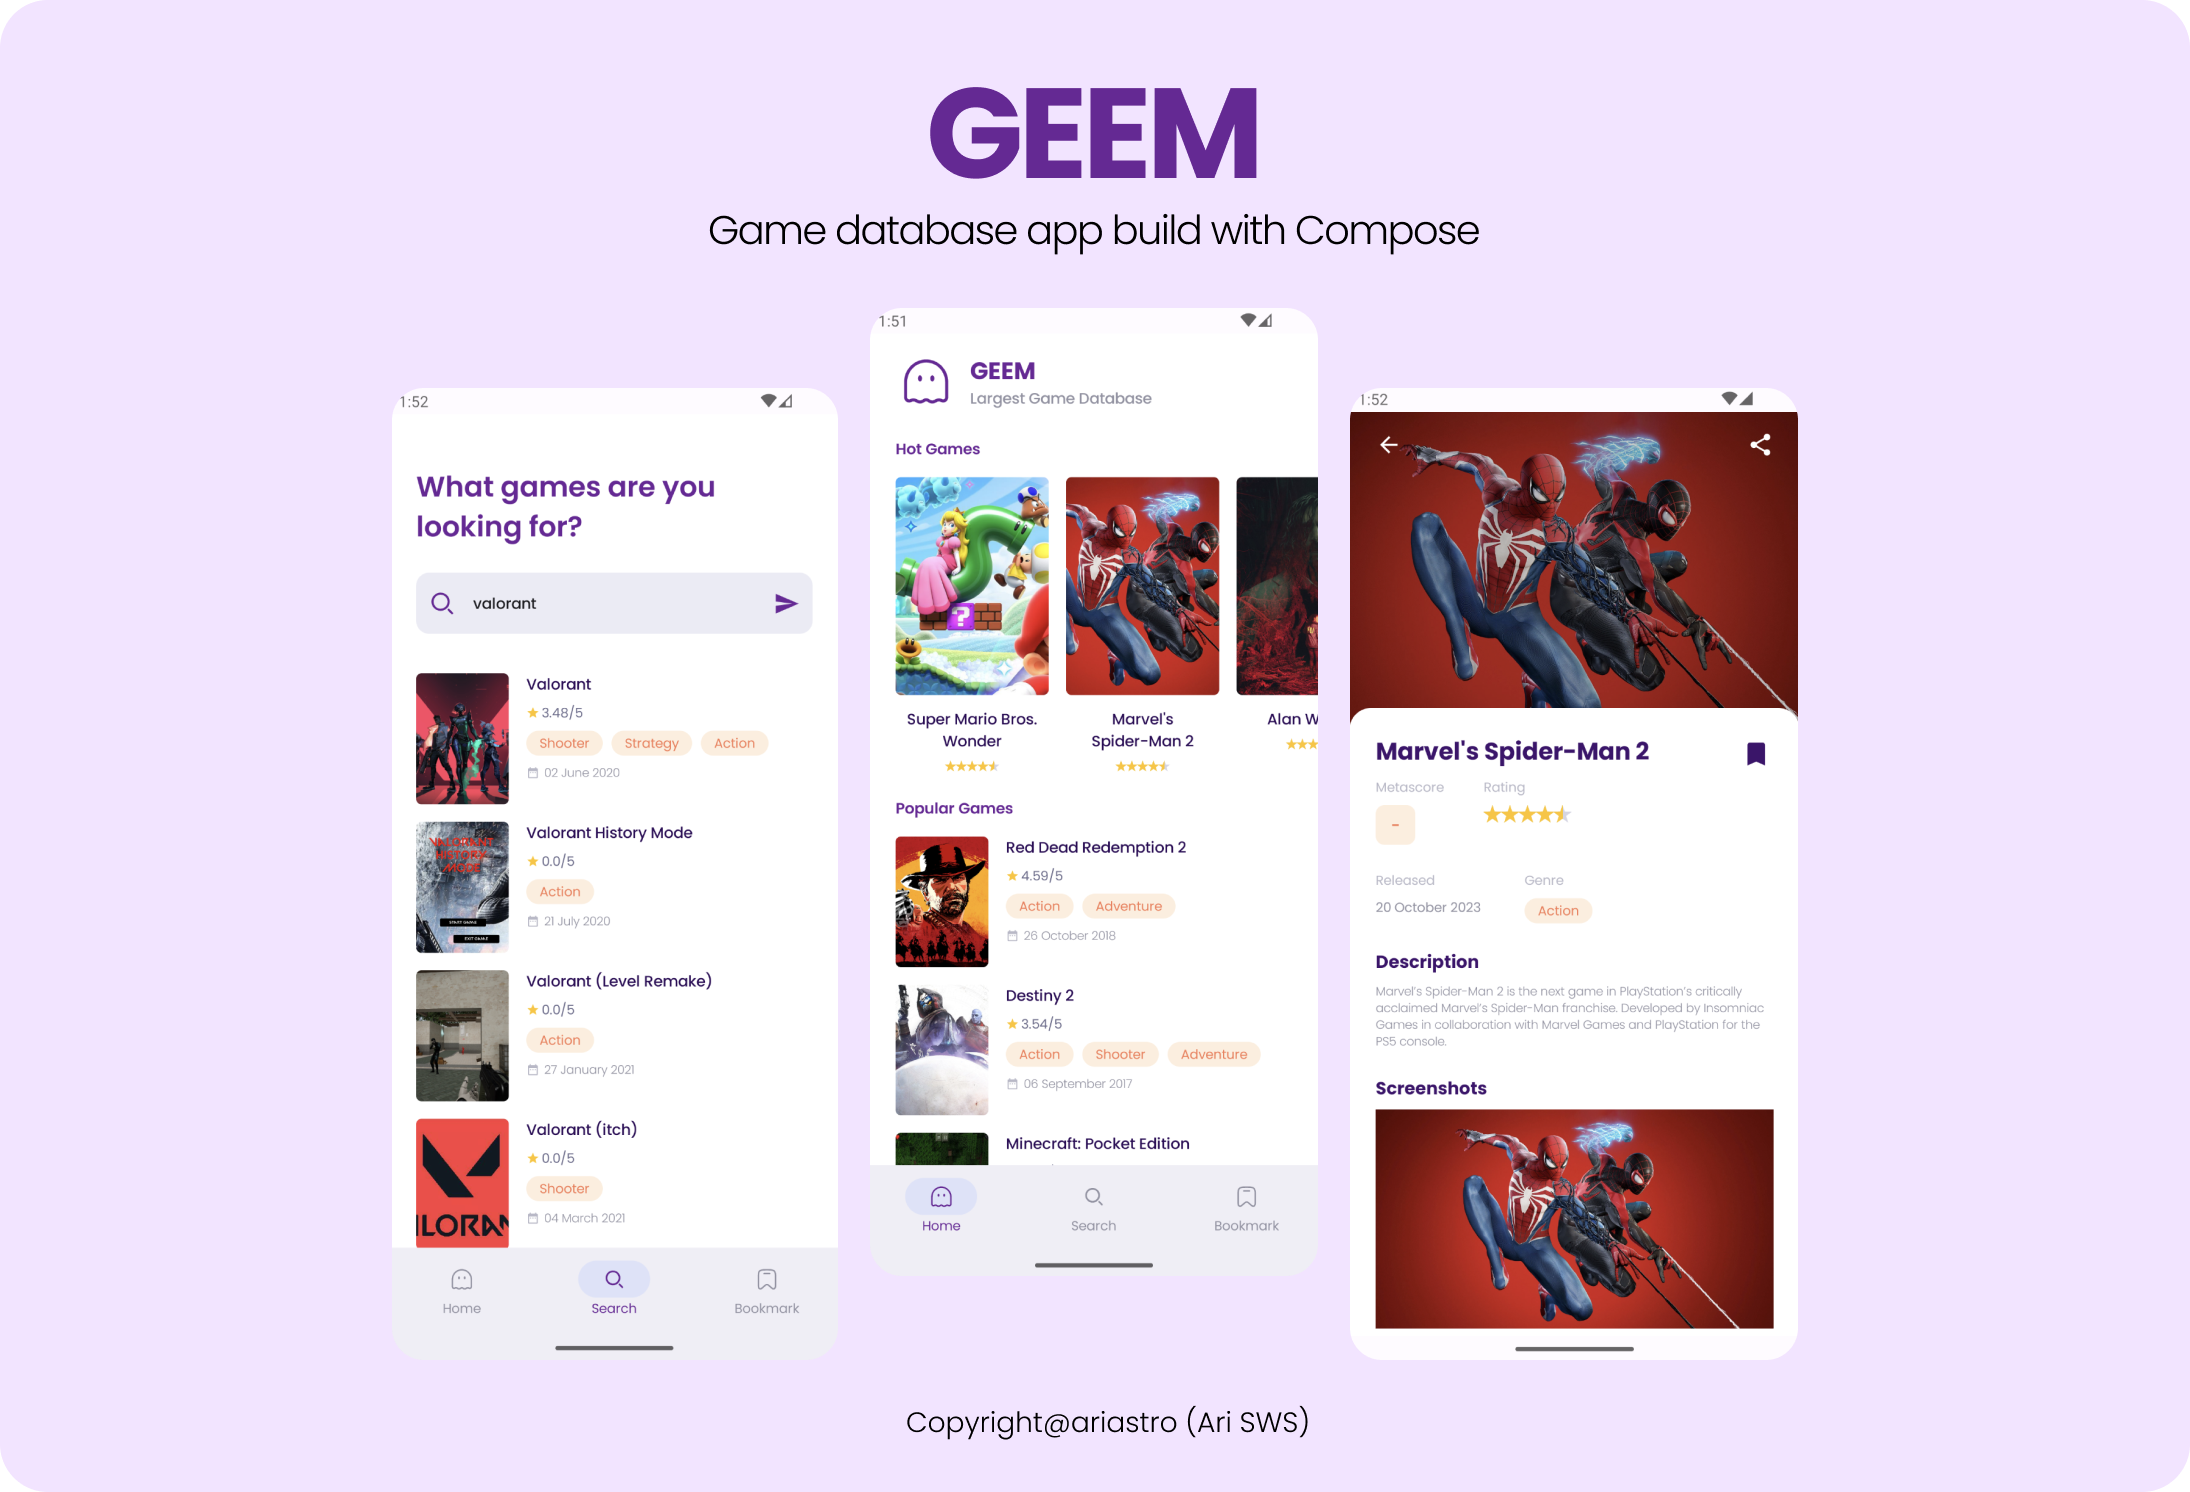 GEEM
Game database app build with Compose
1:52
What games are you
looking for?
valorant
Valorant
3.48/5
Shooter Strategy Action
02 June 2020
VALORANT
HISTORY
MODE
START GAME
EXIT GAME
Valorant History Mode
0.0/5
Action
21 July 2020
Valorant (Level Remake)
0.0/5
Action
27 January 2021
LORAN
Valorant (itch)
0.0/5
Shooter
04 March 2021
Home Search Bookmark
1:51
GEEM
Largest Game Database
Hot Games
?
Super Mario Bros.
Wonder
Marvel's
Spider-Man 2
Alan W
Popular Games
Red Dead Redemption 2
4.59/5
Action Adventure
26 October 2018
Destiny 2
3.54/5
Action Shooter Adventure
06 September 2017
Minecraft: Pocket Edition
Home Search Bookmark
1:52
Marvel's Spider-Man 2
Metascore Rating
-
Released Genre
20 October 2023 Action
Description
Marvel's Spider-Man 2 is the next game in PlayStation's critically
acclaimed Marvel's Spider-Man franchise. Developed by Insomniac
Games in collaboration with Marvel Games and PlayStation for the
PS5 console.
Screenshots
Copyright@ariastro (Ari SWS)